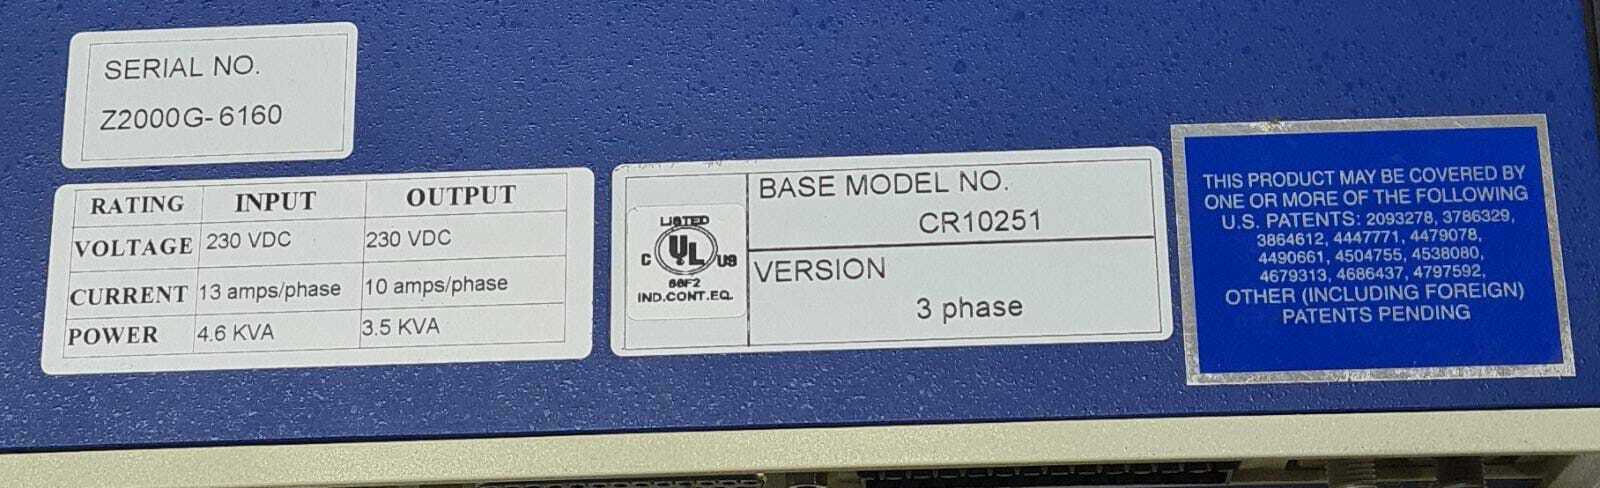 SERIAL NO.
Z2000G-6160
RATING INPUT OUTPUT
VOLTAGE 230 VDC 230 VDC
CURRENT 13 amps/phase 10 amps/phase
POWER 4.6 KVA 3.5 KVA
LISTED
C UL US
66F2
IND.CONT.EQ.
BASE MODEL NO.
CR10251
VERSION
3 phase
THIS PRODUCT MAY BE COVERED BY
ONE OR MORE OF THE FOLLOWING
U.S. PATENTS: 2093278, 3786329,
3864612, 4447771, 4479078,
4490661, 4504755, 4538080,
4679313, 4686437, 4797592,
OTHER (INCLUDING FOREIGN)
PATENTS PENDING